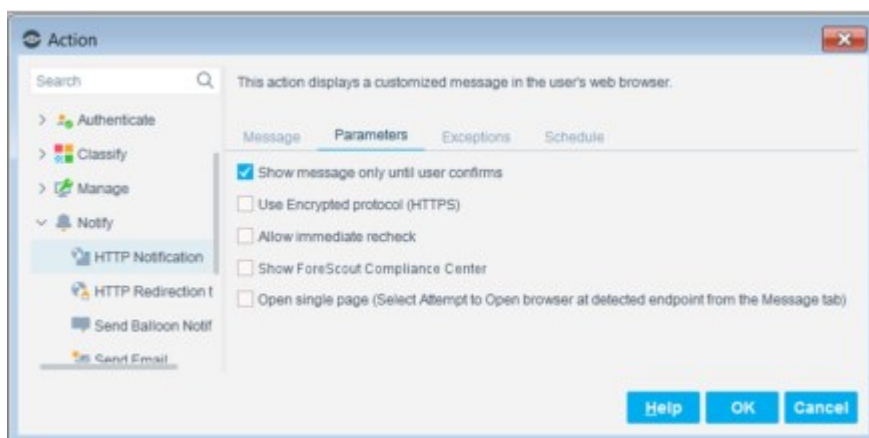 Action
Search
This action displays a customized message in the user's web browser.
Authenticate
Message Parameters Exceptions Schedule
Classify
Show message only until user confirms
Manage
Use Encrypted protocol (HTTPS)
Notify
Allow immediate recheck
HTTP Notification
Show ForeScout Compliance Center
HTTP Redirection t
Open single page (Select Attempt to Open browser at detected endpoint from the Message tab)
Send Balloon Notif
Send Email
Help OK Cancel